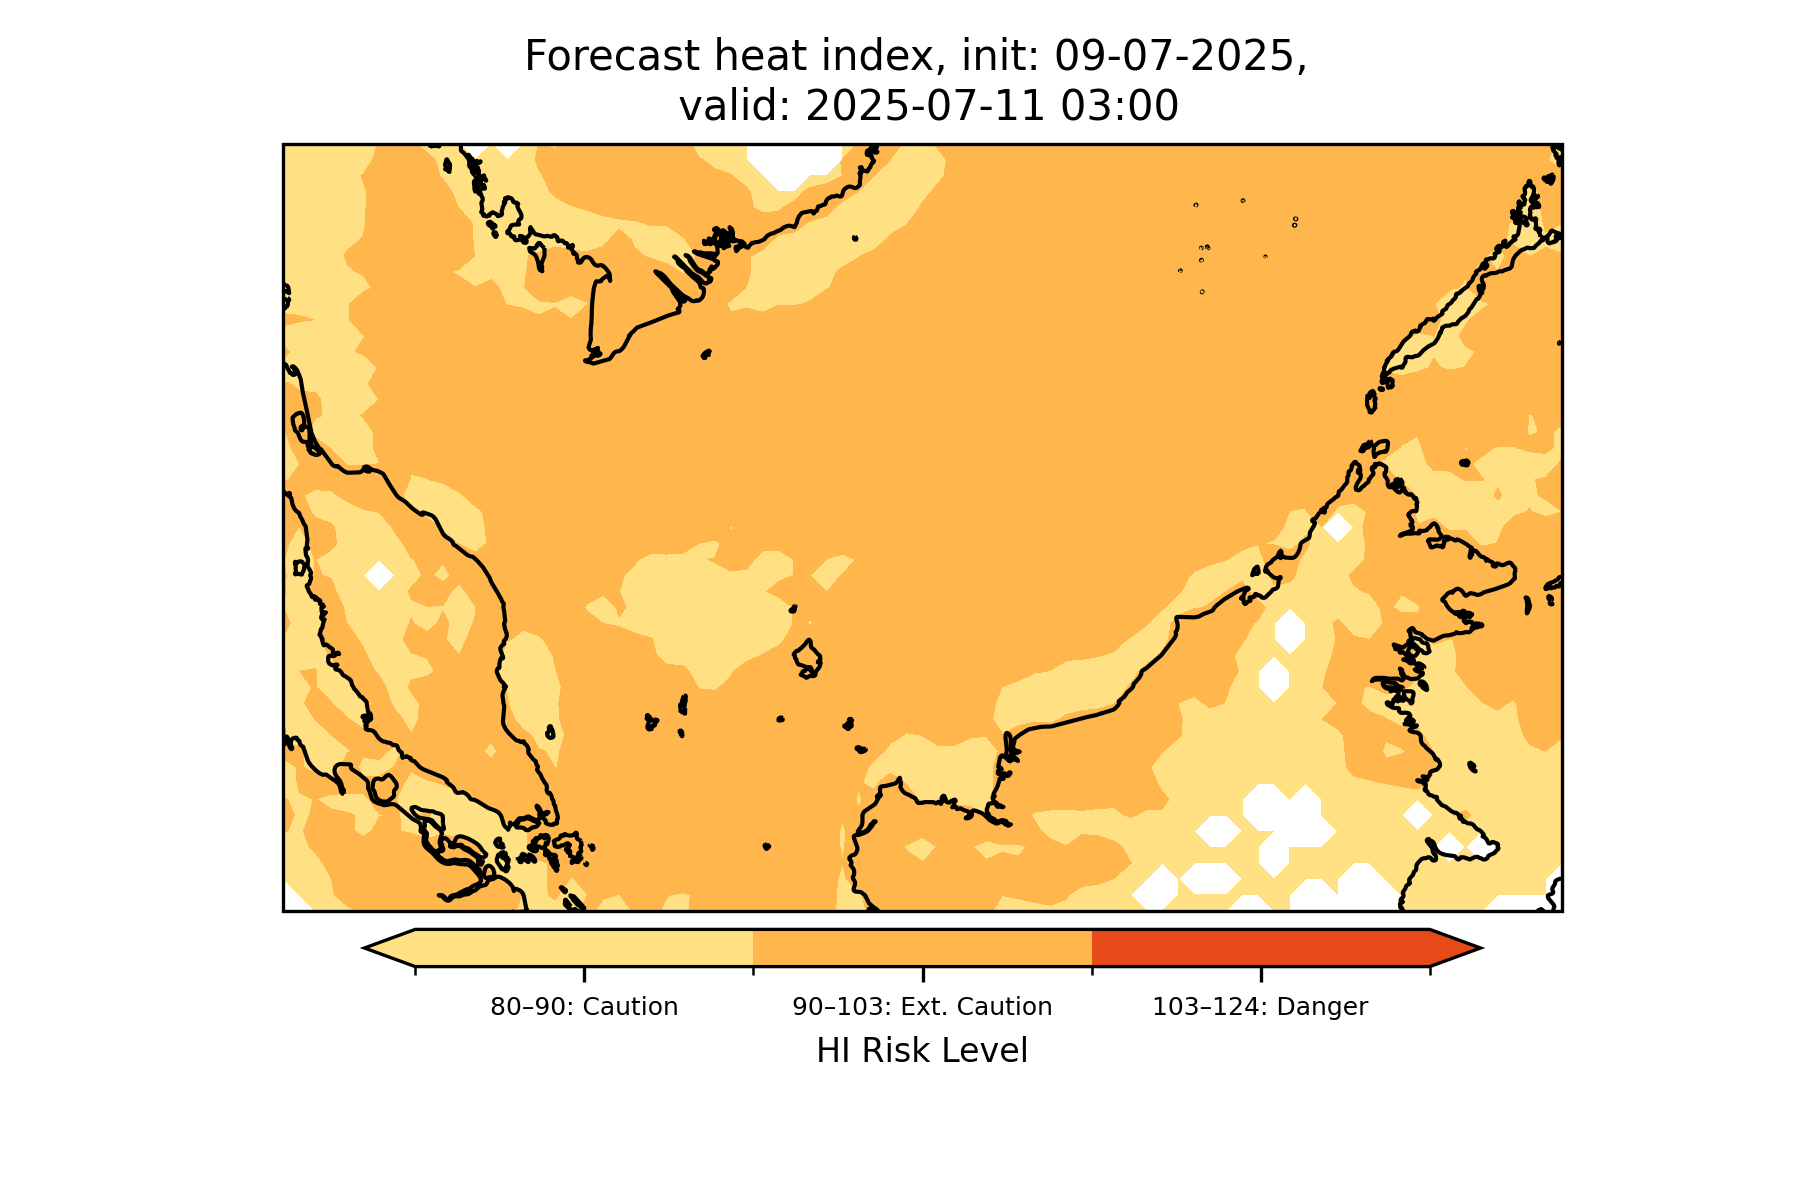 Forecast heat index, init: 09-07-2025,
valid: 2025-07-11 03:00
80–90: Caution
90–103: Ext. Caution
103–124: Danger
HI Risk Level